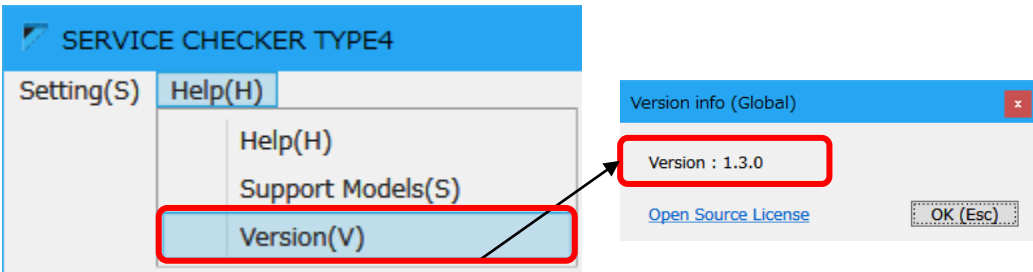 SERVICE CHECKER TYPE4
Setting(S) Help(H)
Help(H)
Support Models(S)
Version(V)
Version info (Global)
x
Version : 1.3.0
Open Source License
OK (Esc)